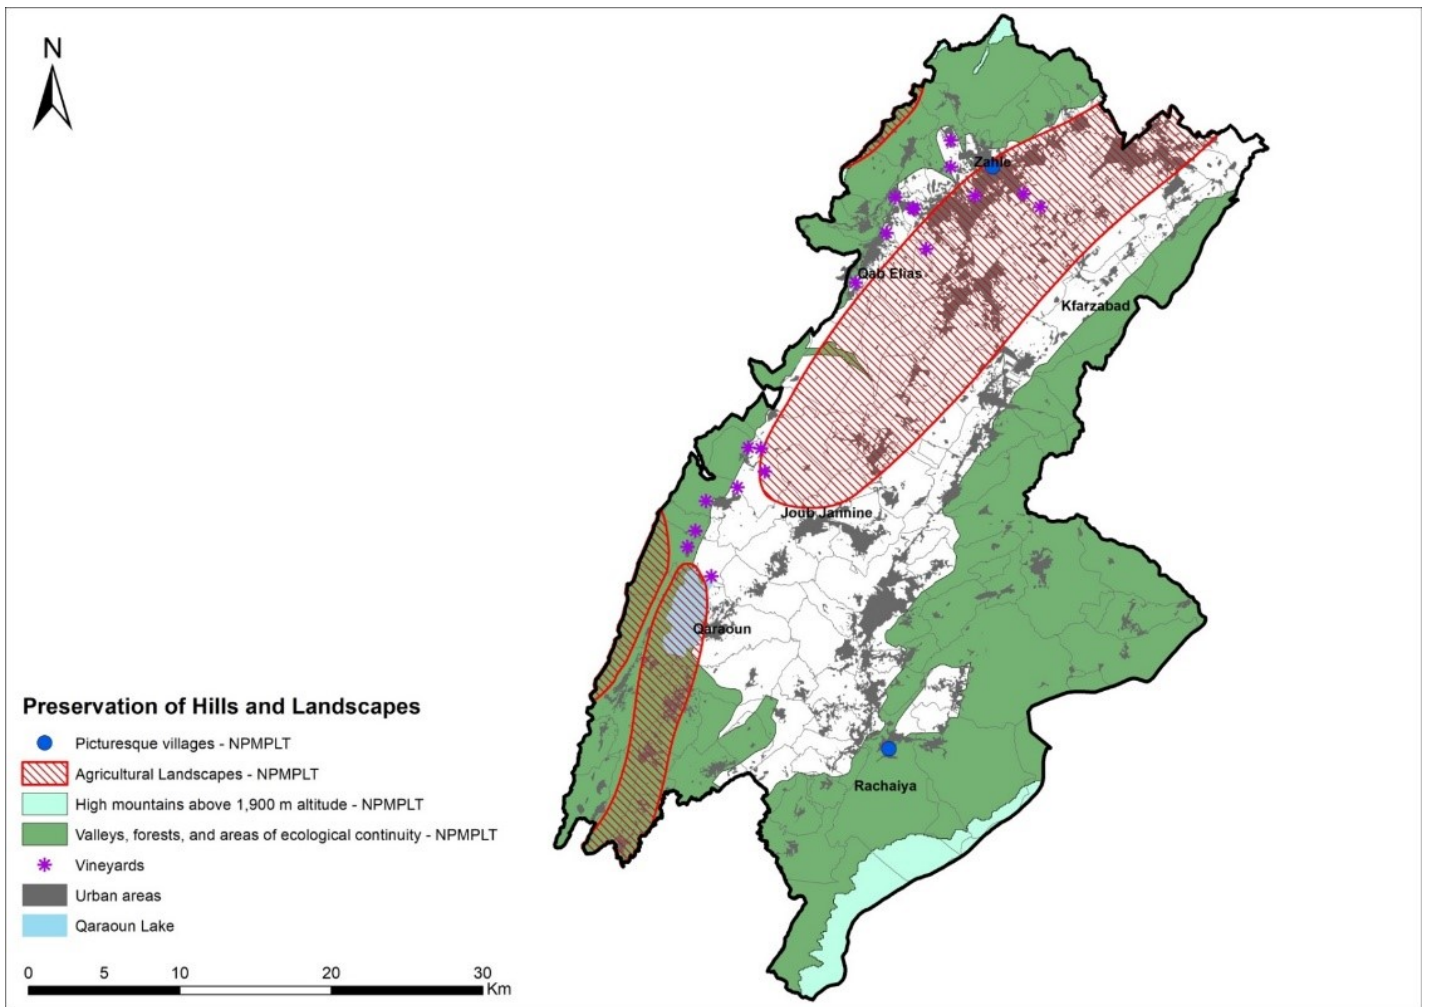 N
Zahle
Qab Elias
Kfarzabad
Joub Jannine
Qaraoun
Rachaiya
Preservation of Hills and Landscapes
Picturesque villages - NPMPLT
Agricultural Landscapes - NPMPLT
High mountains above 1,900 m altitude - NPMPLT
Valleys, forests, and areas of ecological continuity - NPMPLT
Vineyards
Urban areas
Qaraoun Lake
0 5 10 20 30
Km